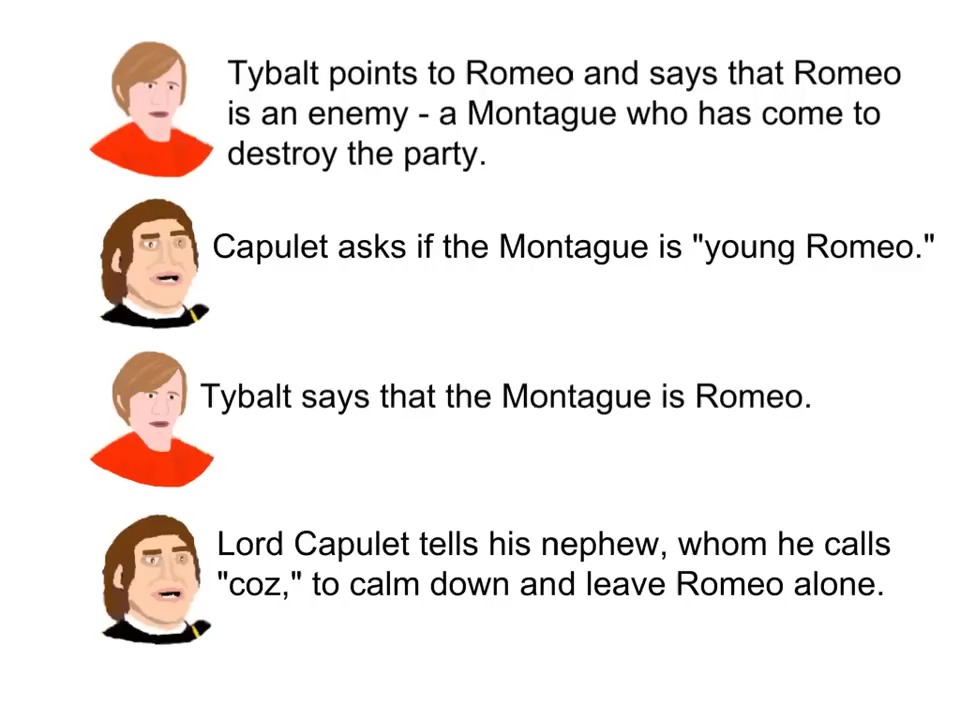 Tybalt points to Romeo and says that Romeo
is an enemy - a Montague who has come to
destroy the party.
Capulet asks if the Montague is "young Romeo."
Tybalt says that the Montague is Romeo.
Lord Capulet tells his nephew, whom he calls
"coz," to calm down and leave Romeo alone.